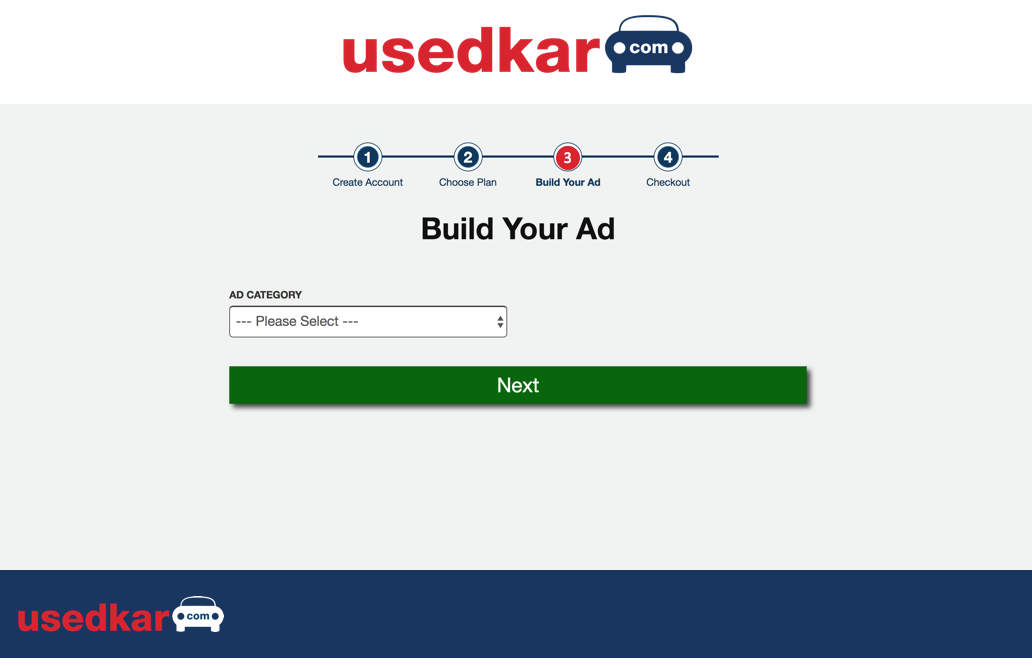 usedkar com
1 2 3 4
Create Account Choose Plan Build Your Ad Checkout
Build Your Ad
AD CATEGORY
--- Please Select ---
Next
usedkar com